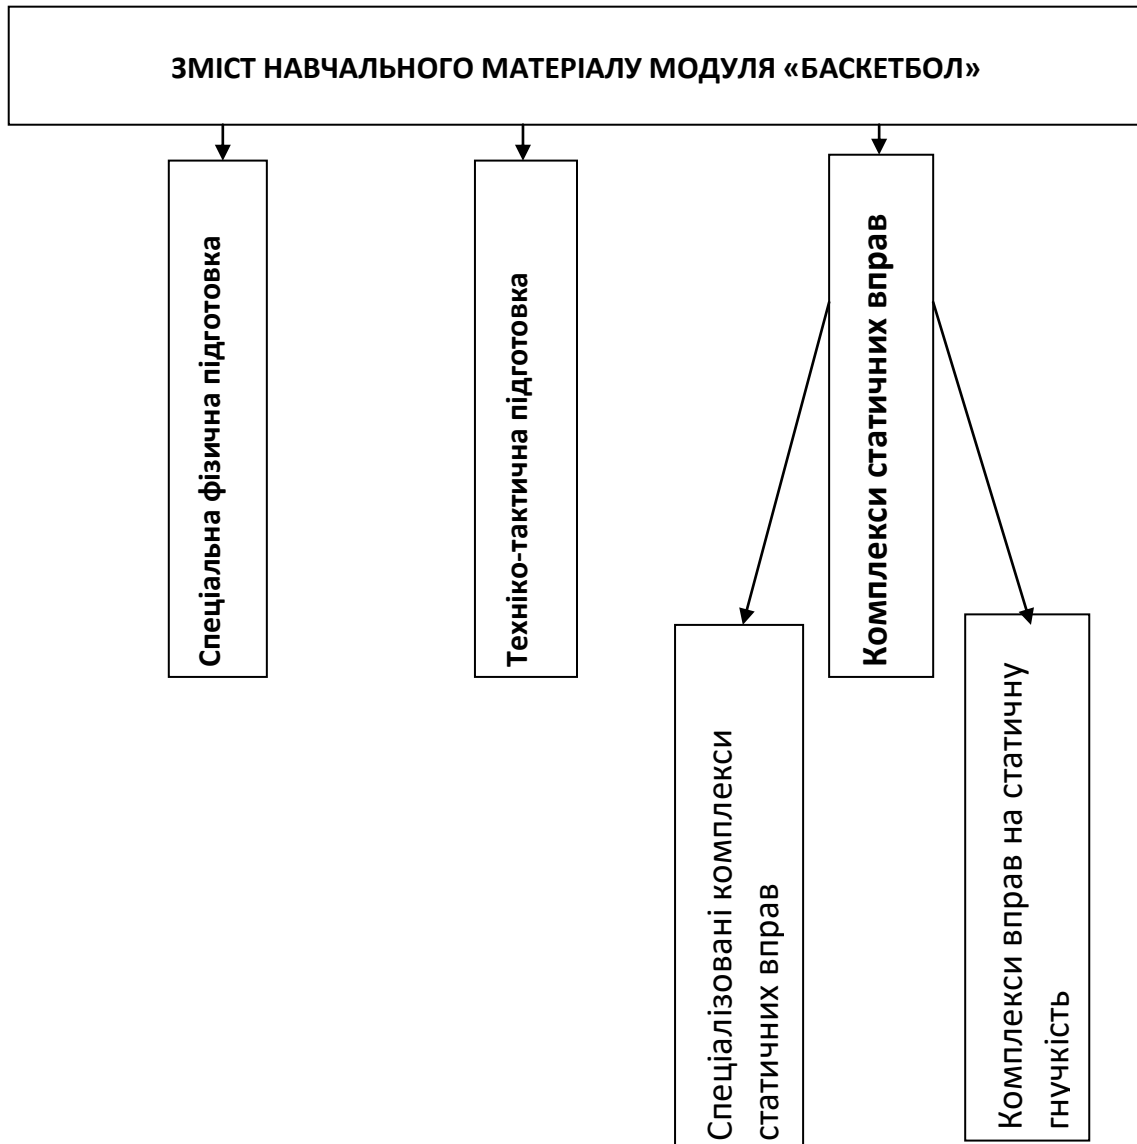 ЗМІСТ НАВЧАЛЬНОГО МАТЕРІАЛУ МОДУЛЯ «БАСКЕТБОЛ»
Спеціальна фізична підготовка
Техніко-тактична підготовка
Комплекси статичних вправ
Спеціалізовані комплекси
статичних вправ
Комплекси вправ на статичну
гнучкість